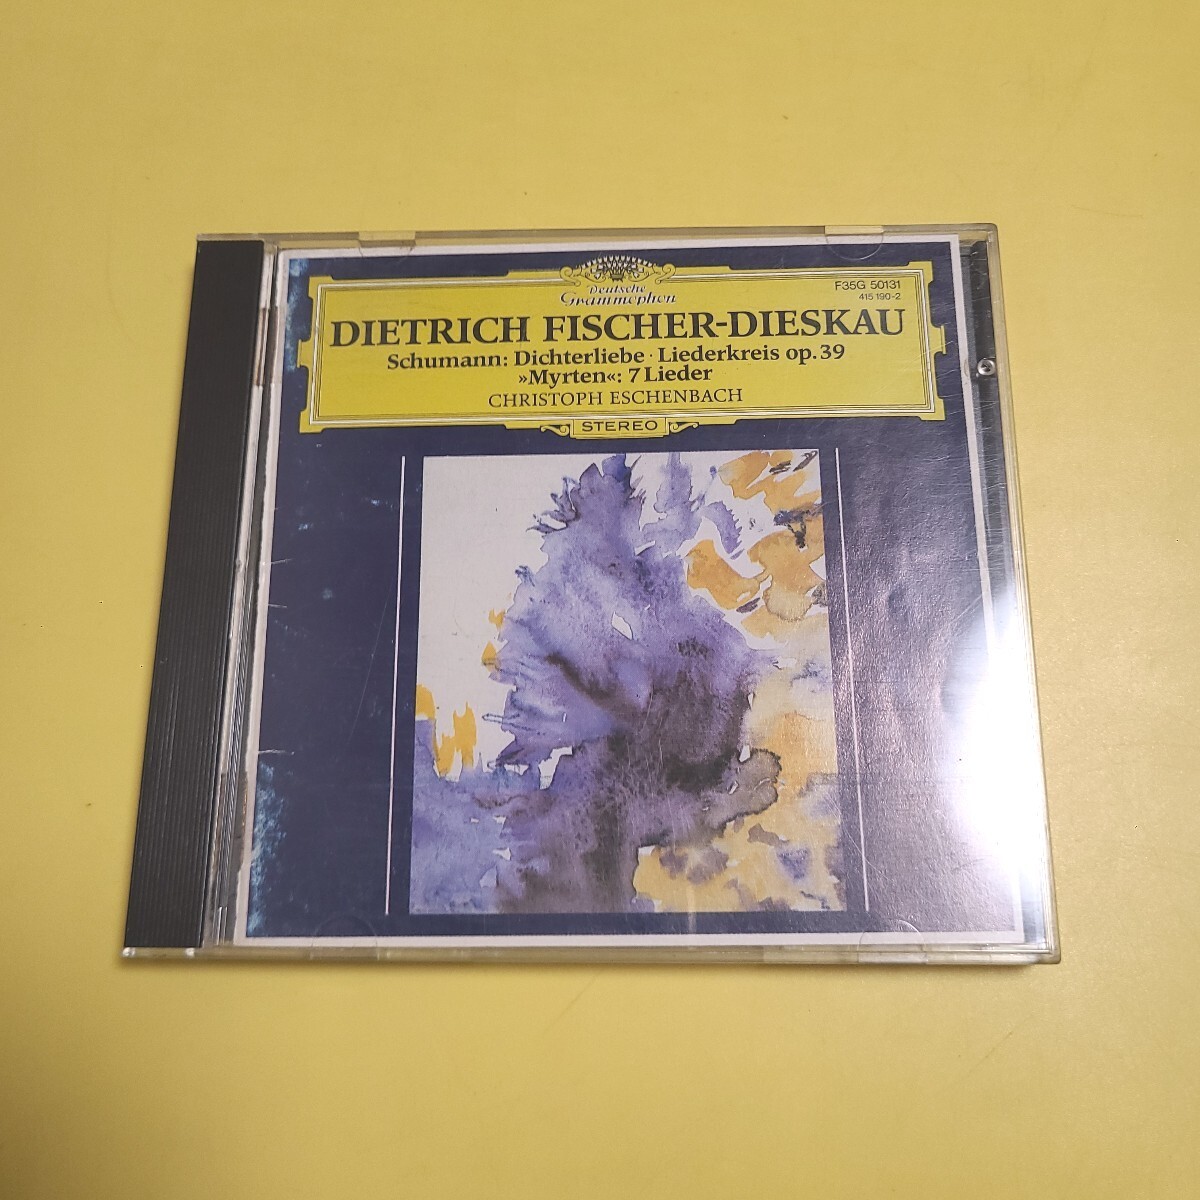 Deutsche
Grammophon
F35G 50131
415 190-2
DIETRICH FISCHER-DIESKAU
Schumann: Dichterliebe · Liederkreis op. 39
»Myrten«: 7 Lieder
CHRISTOPH ESCHENBACH
STEREO